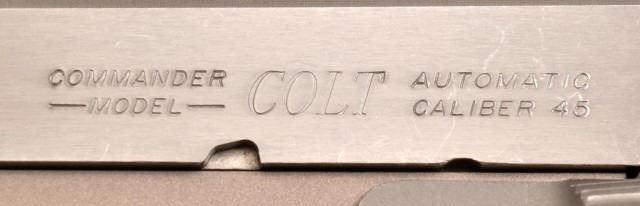 COMMANDER
—MODEL—
COLT
AUTOMATIC
CALIBER 45